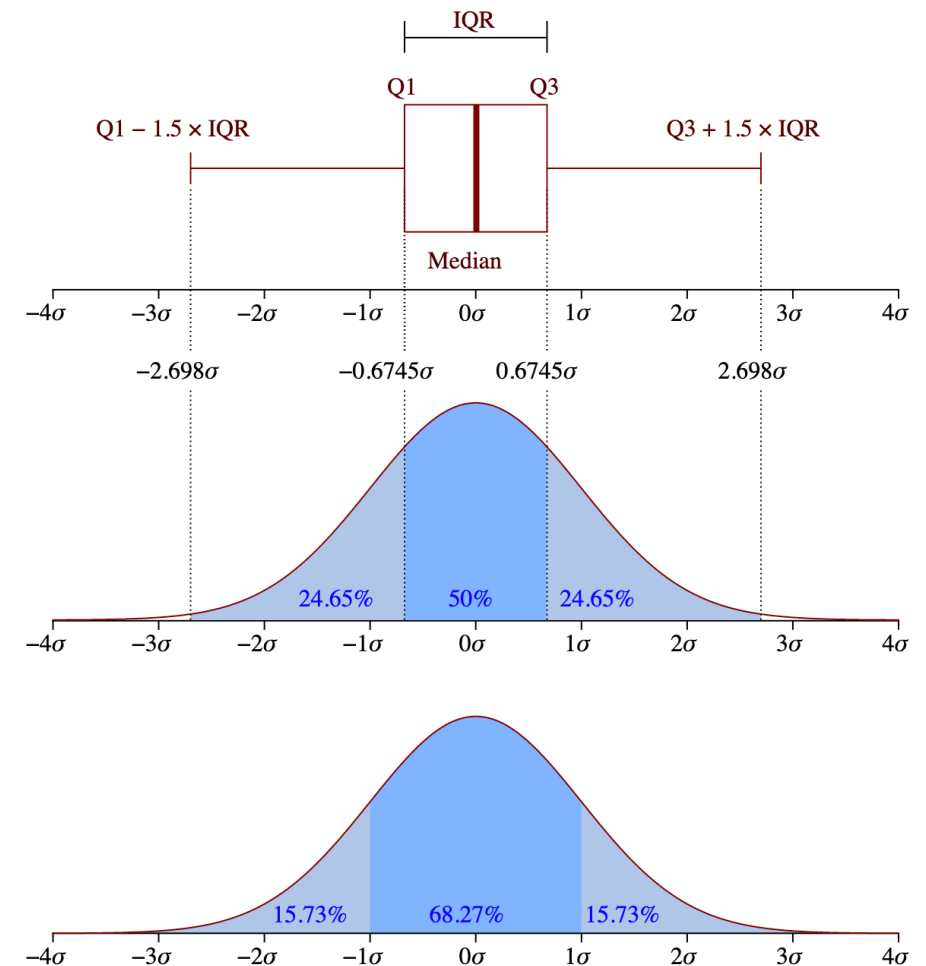 IQR
Q1 Q3
Q1 − 1.5 × IQR Q3 + 1.5 × IQR
Median
−4σ −3σ −2σ −1σ 0σ 1σ 2σ 3σ 4σ
−2.698σ −0.6745σ 0.6745σ 2.698σ
24.65% 50% 24.65%
−4σ −3σ −2σ −1σ 0σ 1σ 2σ 3σ 4σ
15.73% 68.27% 15.73%
−4σ −3σ −2σ −1σ 0σ 1σ 2σ 3σ 4σ